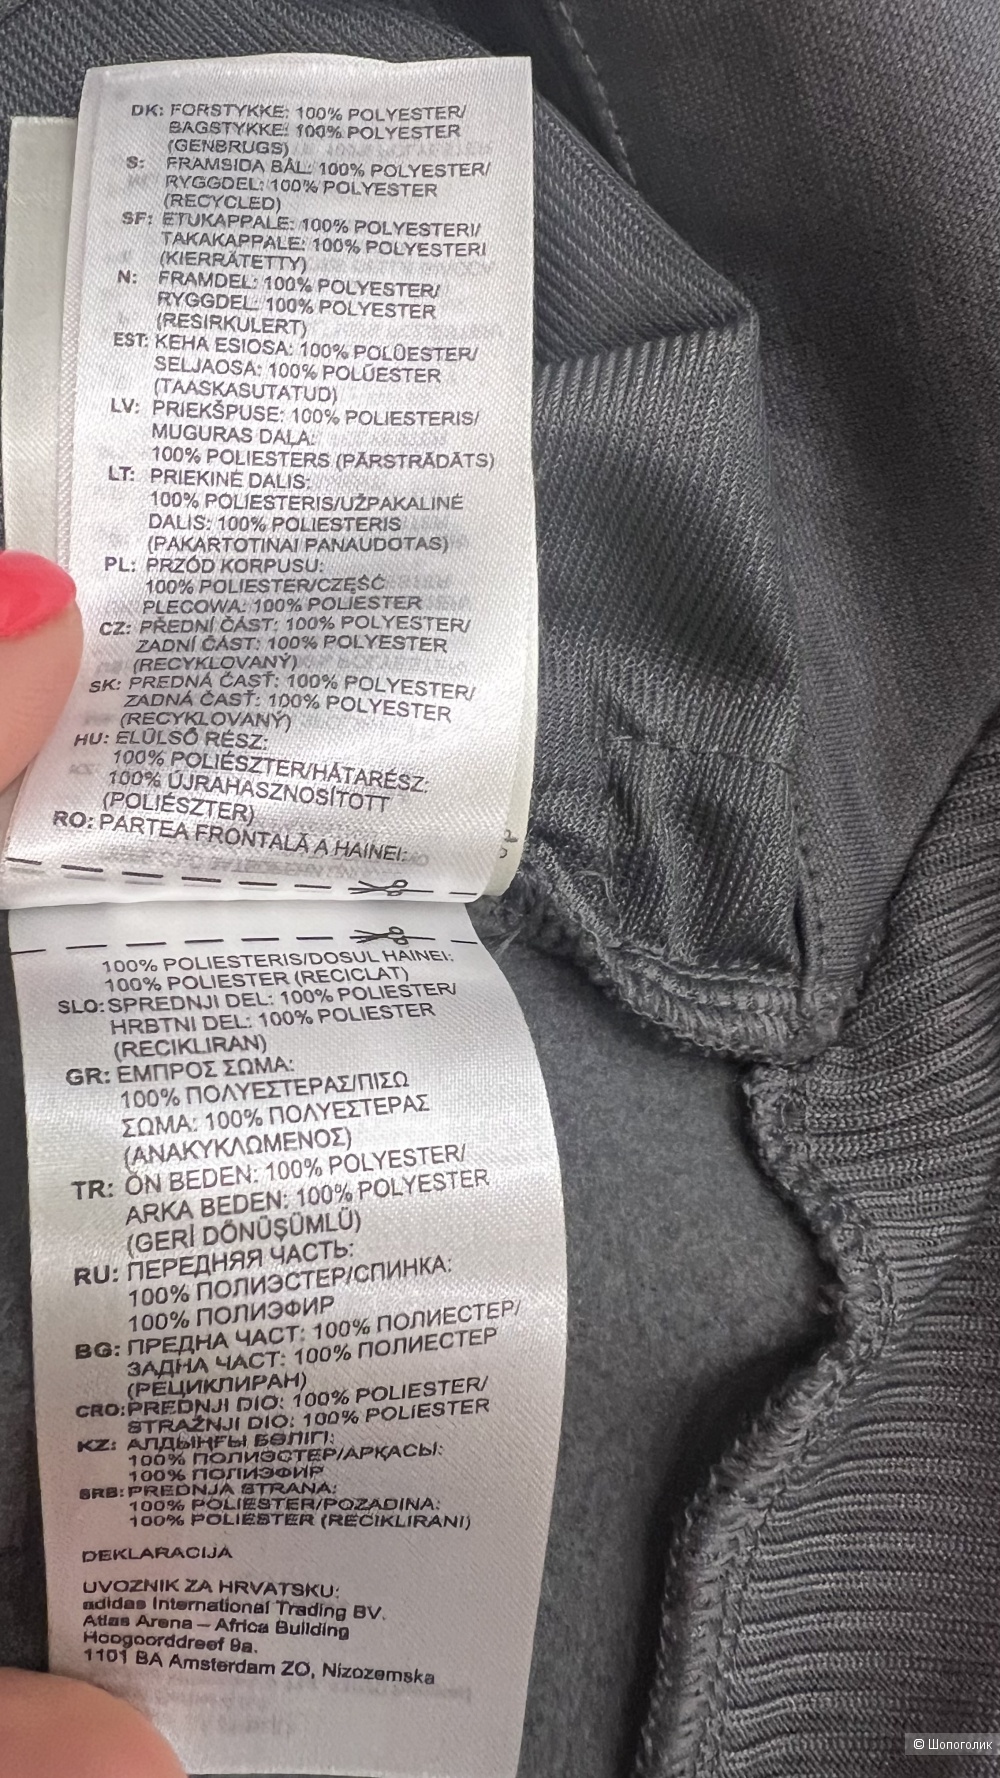 DK: FORSTYKKE: 100% POLYESTER/
BAGSTYKKE: 100% POLYESTER
(GENBRUGS)
S: FRAMSIDA BÅL: 100% POLYESTER/
RYGGDEL: 100% POLYESTER
(RECYCLED)
SF: ETUKAPPALE: 100% POLYESTERI/
TAKAKAPPALE: 100% POLYESTERI
(KIERRÄTETTY)
N: FRAMDEL: 100% POLYESTER/
RYGGDEL: 100% POLYESTER
(RESIRKULERT)
EST: KEHA ESIOSA: 100% POLÜESTER/
SELJAOSA: 100% POLÜESTER
(TAASKASUTATUD)
LV: PRIEKŠPUSE: 100% POLIESTERIS/
MUGURAS DAĻA:
100% POLIESTERS (PĀRSTRĀDĀTS)
LT: PRIEKINĖ DALIS:
100% POLIESTERIS/UŽPAKALINĖ
DALIS: 100% POLIESTERIS
(PAKARTOTINAI PANAUDOTAS)
PL: PRZÓD KORPUSU:
100% POLIESTER/CZĘŚĆ
PLECOWA: 100% POLIESTER
CZ: PŘEDNÍ ČÁST: 100% POLYESTER/
ZADNÍ ČÁST: 100% POLYESTER
(RECYKLOVANÝ)
SK: PREDNÁ ČASŤ: 100% POLYESTER/
ZADNÁ ČASŤ: 100% POLYESTER
(RECYKLOVANÝ)
HU: ELÜLSŐ RÉSZ:
100% POLIÉSZTER/HÁTARÉSZ:
100% ÚJRAHASZNOSÍTOTT
(POLIÉSZTER)
RO: PARTEA FRONTALĂ A HAINEI:
100% POLIESTERIS/DOSUL HAINEI:
100% POLIESTER (RECICLAT)
SLO: SPREDNJI DEL: 100% POLIESTER/
HRBTNI DEL: 100% POLIESTER
(RECIKLIRAN)
GR: ΕΜΠΡΟΣ ΣΩΜΑ:
100% ΠΟΛΥΕΣΤΕΡΑΣ/ΠΙΣΩ
ΣΩΜΑ: 100% ΠΟΛΥΕΣΤΕΡΑΣ
(ΑΝΑΚΥΚΛΩΜΕΝΟΣ)
TR: ÖN BEDEN: 100% POLYESTER/
ARKA BEDEN: 100% POLYESTER
(GERİ DÖNÜŞÜMLÜ)
RU: ПЕРЕДНЯЯ ЧАСТЬ:
100% ПОЛИЭСТЕР/СПИНКА:
100% ПОЛИЭФИР
BG: ПРЕДНА ЧАСТ: 100% ПОЛИЕСТЕР/
ЗАДНА ЧАСТ: 100% ПОЛИЕСТЕР
(РЕЦИКЛИРАН)
CRO: PREDNJI DIO: 100% POLIESTER/
STRAŽNJI DIO: 100% POLIESTER
KZ: АЛДЫҢҒЫ БӨЛІГІ:
100% ПОЛИЭСТЕР/АРҚАСЫ:
100% ПОЛИЭФИР
SRB: PREDNJA STRANA:
100% POLIESTER/POZADINA:
100% POLIESTER (RECIKLIRANI)
DEKLARACIJA
UVOZNIK ZA HRVATSKU:
adidas International Trading BV.
Atlas Arena – Africa Building
Hoogoorddreef 9a.
1101 BA Amsterdam ZO, Nizozemska
© Шопоголик